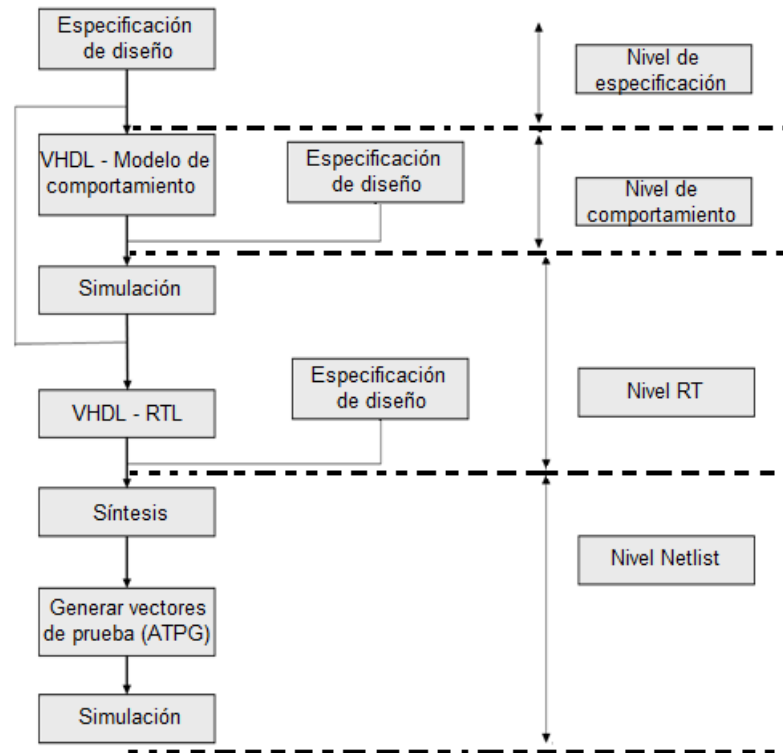 Especificación
de diseño
Nivel de
especificación
VHDL - Modelo de
comportamiento
Especificación
de diseño
Nivel de
comportamiento
Simulación
Especificación
de diseño
Nivel RT
VHDL - RTL
Síntesis
Nivel Netlist
Generar vectores
de prueba (ATPG)
Simulación